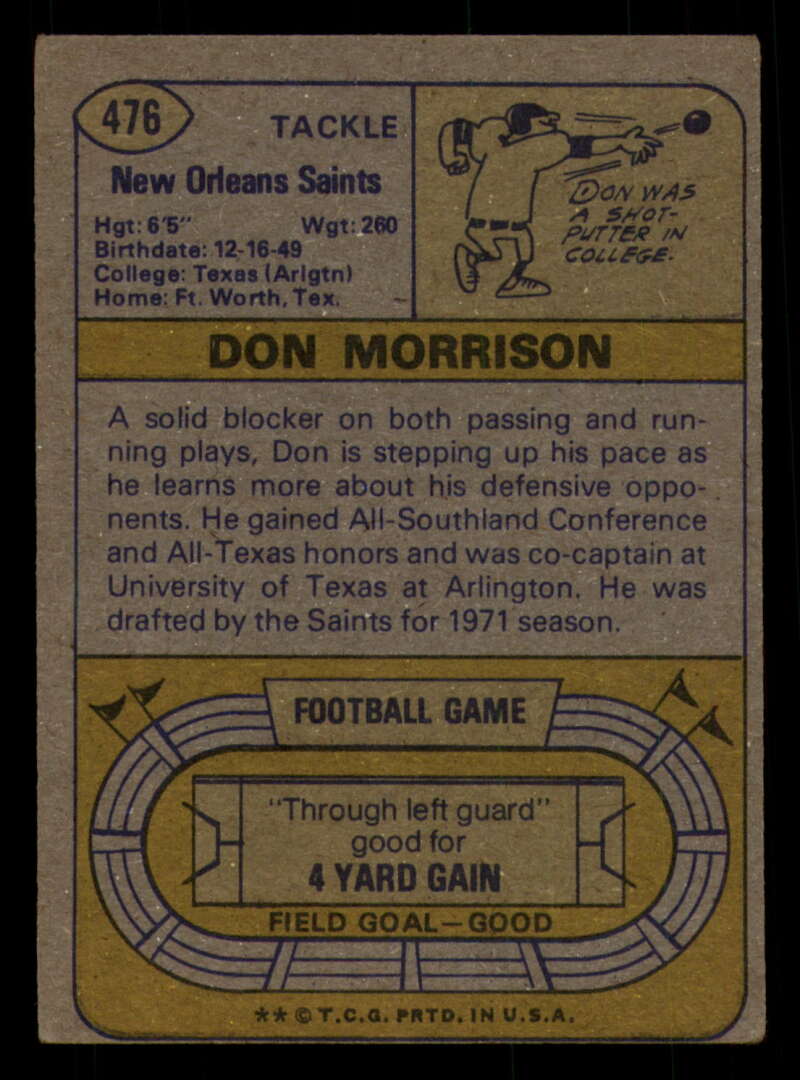 476
TACKLE
New Orleans Saints
Hgt: 6'5" Wgt: 260
Birthdate: 12-16-49
College: Texas (Arlgtn)
Home: Ft. Worth, Tex.
DON WAS
A SHOT-
PUTTER IN
COLLEGE.
DON MORRISON
A solid blocker on both passing and run-
ning plays, Don is stepping up his pace as
he learns more about his defensive oppo-
nents. He gained All-Southland Conference
and All-Texas honors and was co-captain at
University of Texas at Arlington. He was
drafted by the Saints for 1971 season.
FOOTBALL GAME
"Through left guard"
good for
4 YARD GAIN
FIELD GOAL—GOOD
** © T.C.G. PRTD. IN U.S.A.